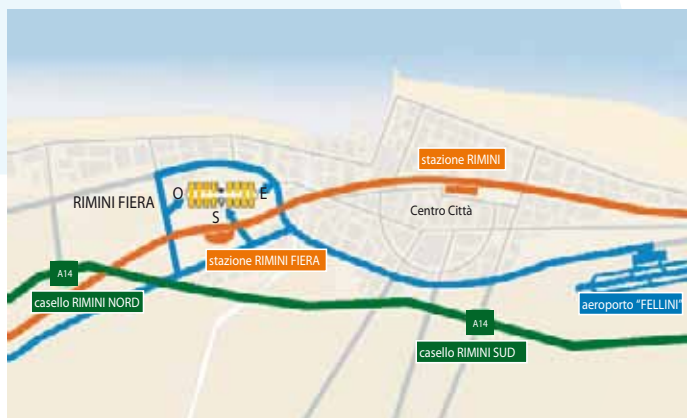 stazione RIMINI
O
E
RIMINI FIERA
S
Centro Città
stazione RIMINI FIERA
A14
casello RIMINI NORD
aeroporto "FELLINI"
A14
casello RIMINI SUD